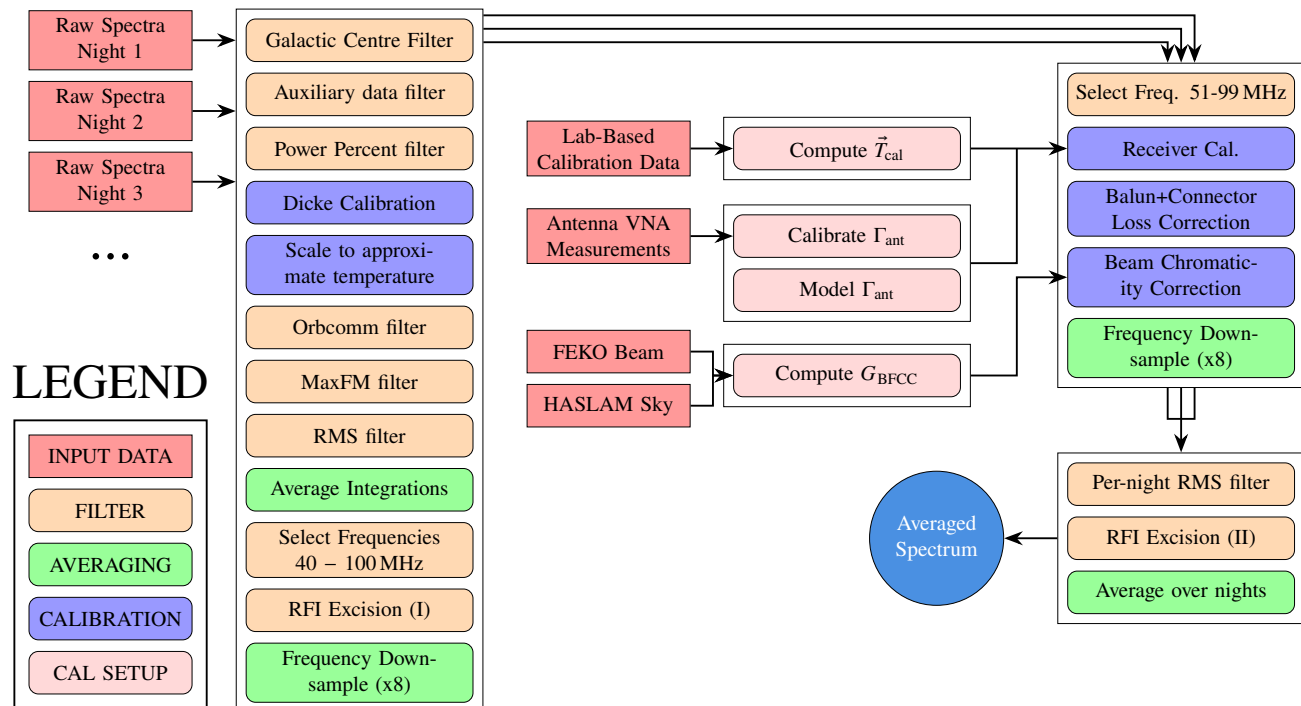 Raw Spectra
Night 1
Raw Spectra
Night 2
Raw Spectra
Night 3
...
LEGEND
INPUT DATA
FILTER
AVERAGING
CALIBRATION
CAL SETUP
Galactic Centre Filter
Auxiliary data filter
Power Percent filter
Dicke Calibration
Scale to approxi-
mate temperature
Orbcomm filter
MaxFM filter
RMS filter
Average Integrations
Select Frequencies
40 – 100 MHz
RFI Excision (I)
Frequency Down-
sample (x8)
Lab-Based
Calibration Data
Compute T⃗cal
Antenna VNA
Measurements
Calibrate Γant
Model Γant
FEKO Beam
HASLAM Sky
Compute GBFCC
Select Freq. 51-99 MHz
Receiver Cal.
Balun+Connector
Loss Correction
Beam Chromatic-
ity Correction
Frequency Down-
sample (x8)
Per-night RMS filter
RFI Excision (II)
Average over nights
Averaged
Spectrum